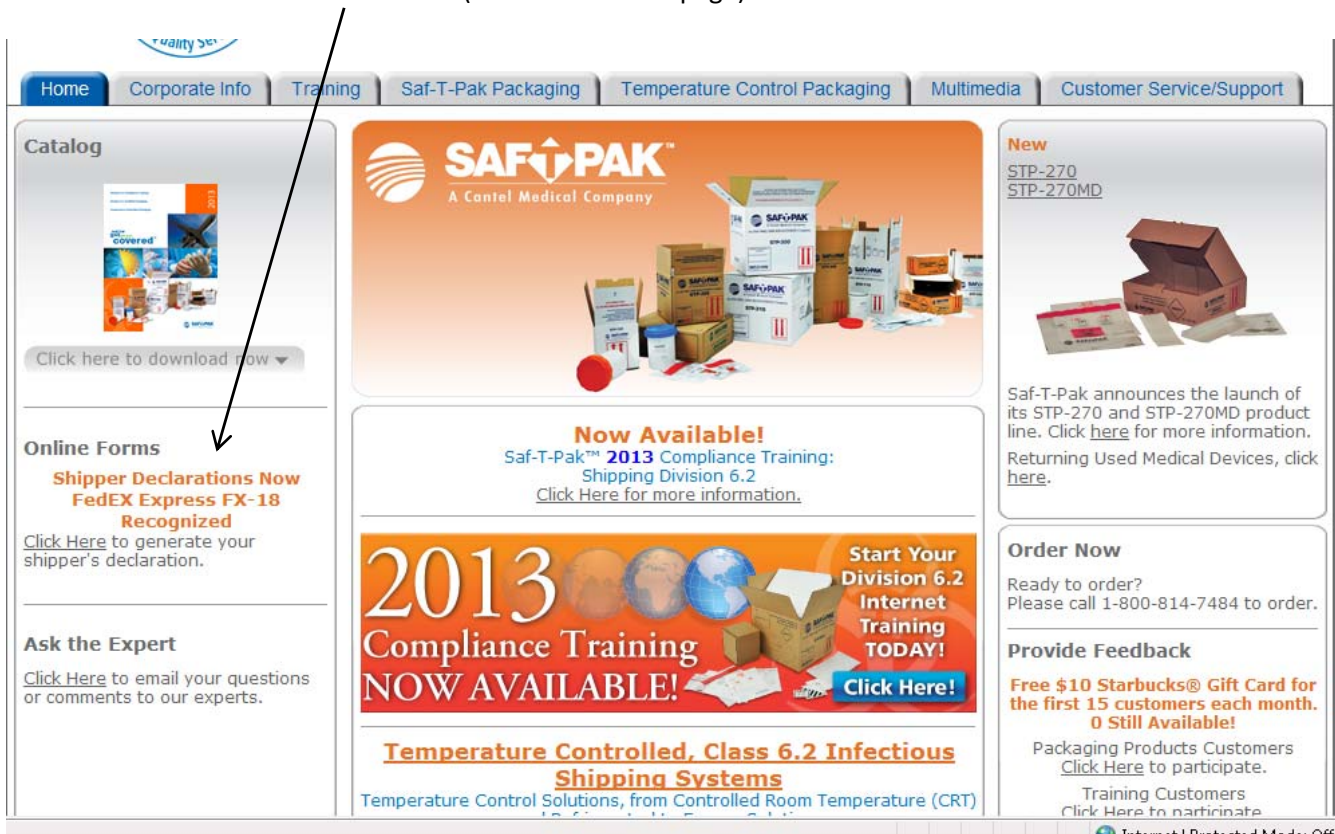 Quality Ser
Home
Corporate Info
Training
Saf-T-Pak Packaging
Temperature Control Packaging
Multimedia
Customer Service/Support
Catalog
2013
covered
Click here to download now
Online Forms
Shipper Declarations Now
FedEX Express FX-18
Recognized
Click Here to generate your
shipper's declaration.
Ask the Expert
Click Here to email your questions
or comments to our experts.
SAF-T-PAK™
A Cantel Medical Company
Now Available!
Saf-T-Pak™ 2013 Compliance Training:
Shipping Division 6.2
Click Here for more information.
2013
Compliance Training
NOW AVAILABLE!
Start Your
Division 6.2
Internet
Training
TODAY!
Click Here!
Temperature Controlled, Class 6.2 Infectious
Shipping Systems
Temperature Control Solutions, from Controlled Room Temperature (CRT)
New
STP-270
STP-270MD
Saf-T-Pak announces the launch of
its STP-270 and STP-270MD product
line. Click here for more information.
Returning Used Medical Devices, click
here.
Order Now
Ready to order?
Please call 1-800-814-7484 to order.
Provide Feedback
Free $10 Starbucks® Gift Card for
the first 15 customers each month.
0 Still Available!
Packaging Products Customers
Click Here to participate.
Training Customers
Click Here to participate
Internet | Protected Mode: Off